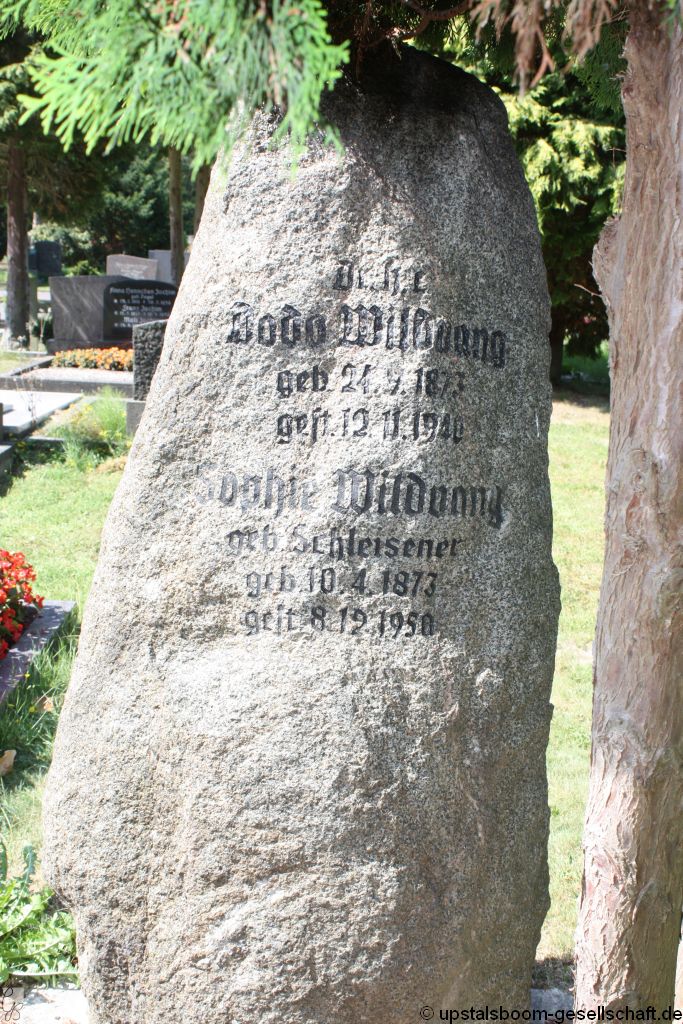 Dr. h. c.
Dodo Wildvang
geb. 24. 9. 1873
gest. 12. 11. 1940
Sophie Wildvang
geb. Schleisener
geb. 10. 4. 1873
gest. 8. 12. 1950
© upstalsboom-gesellschaft.de